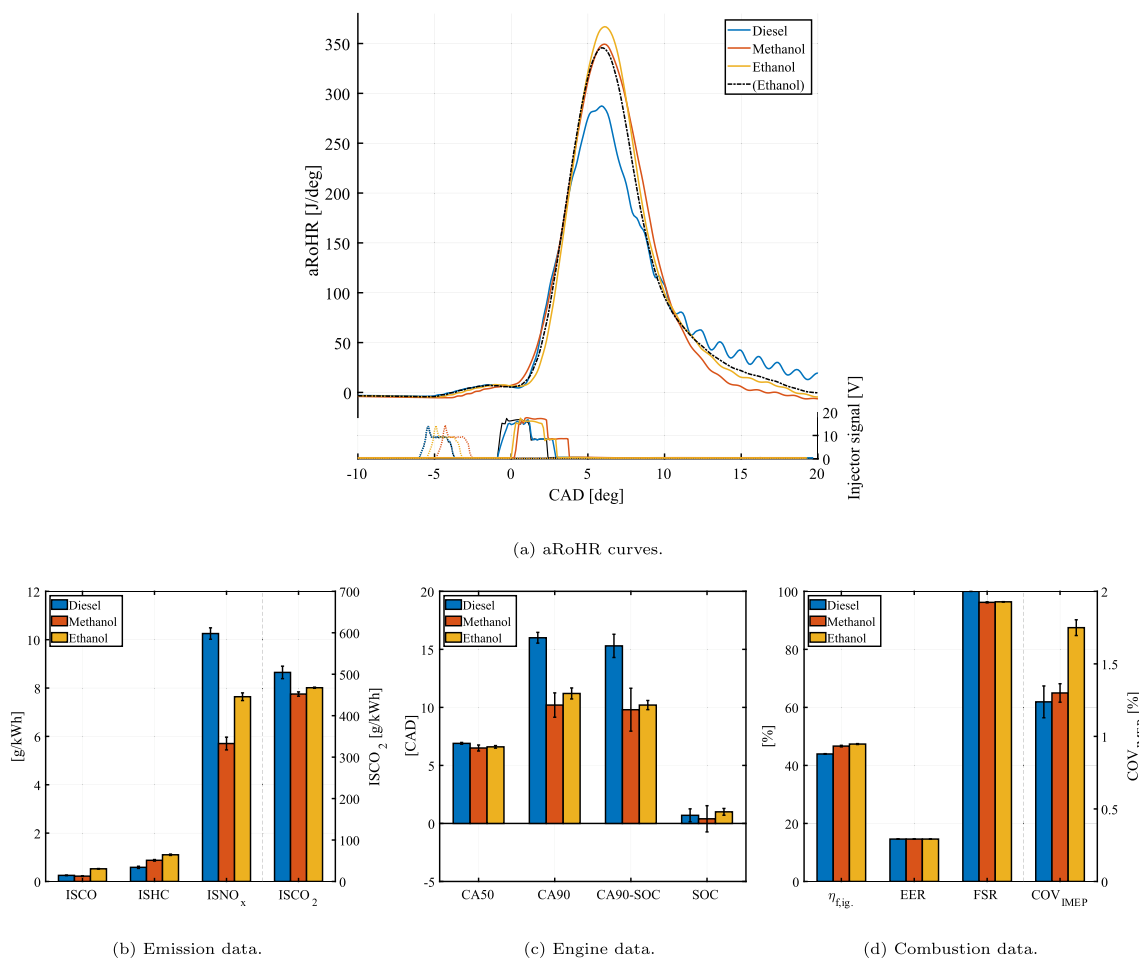 Diesel
Methanol
Ethanol
(Ethanol)
350
300
250
200
150
100
50
0
aRoHR [J/deg]
20
10
0
Injector signal [V]
-10
-5
0
5
10
15
20
CAD [deg]
(a) aRoHR curves.
12
10
8
6
4
2
0
[g/kWh]
Diesel
Methanol
Ethanol
700
600
500
400
300
200
100
0
ISCO2 [g/kWh]
ISCO
ISHC
ISNOx
ISCO2
(b) Emission data.
20
15
10
5
0
-5
[CAD]
Diesel
Methanol
Ethanol
CA50
CA90
CA90-SOC
SOC
(c) Engine data.
100
80
60
40
20
0
[%]
Diesel
Methanol
Ethanol
2
1.5
1
0.5
0
[%]
ηf,ig.
EER
FSR
COVIMEP
(d) Combustion data.